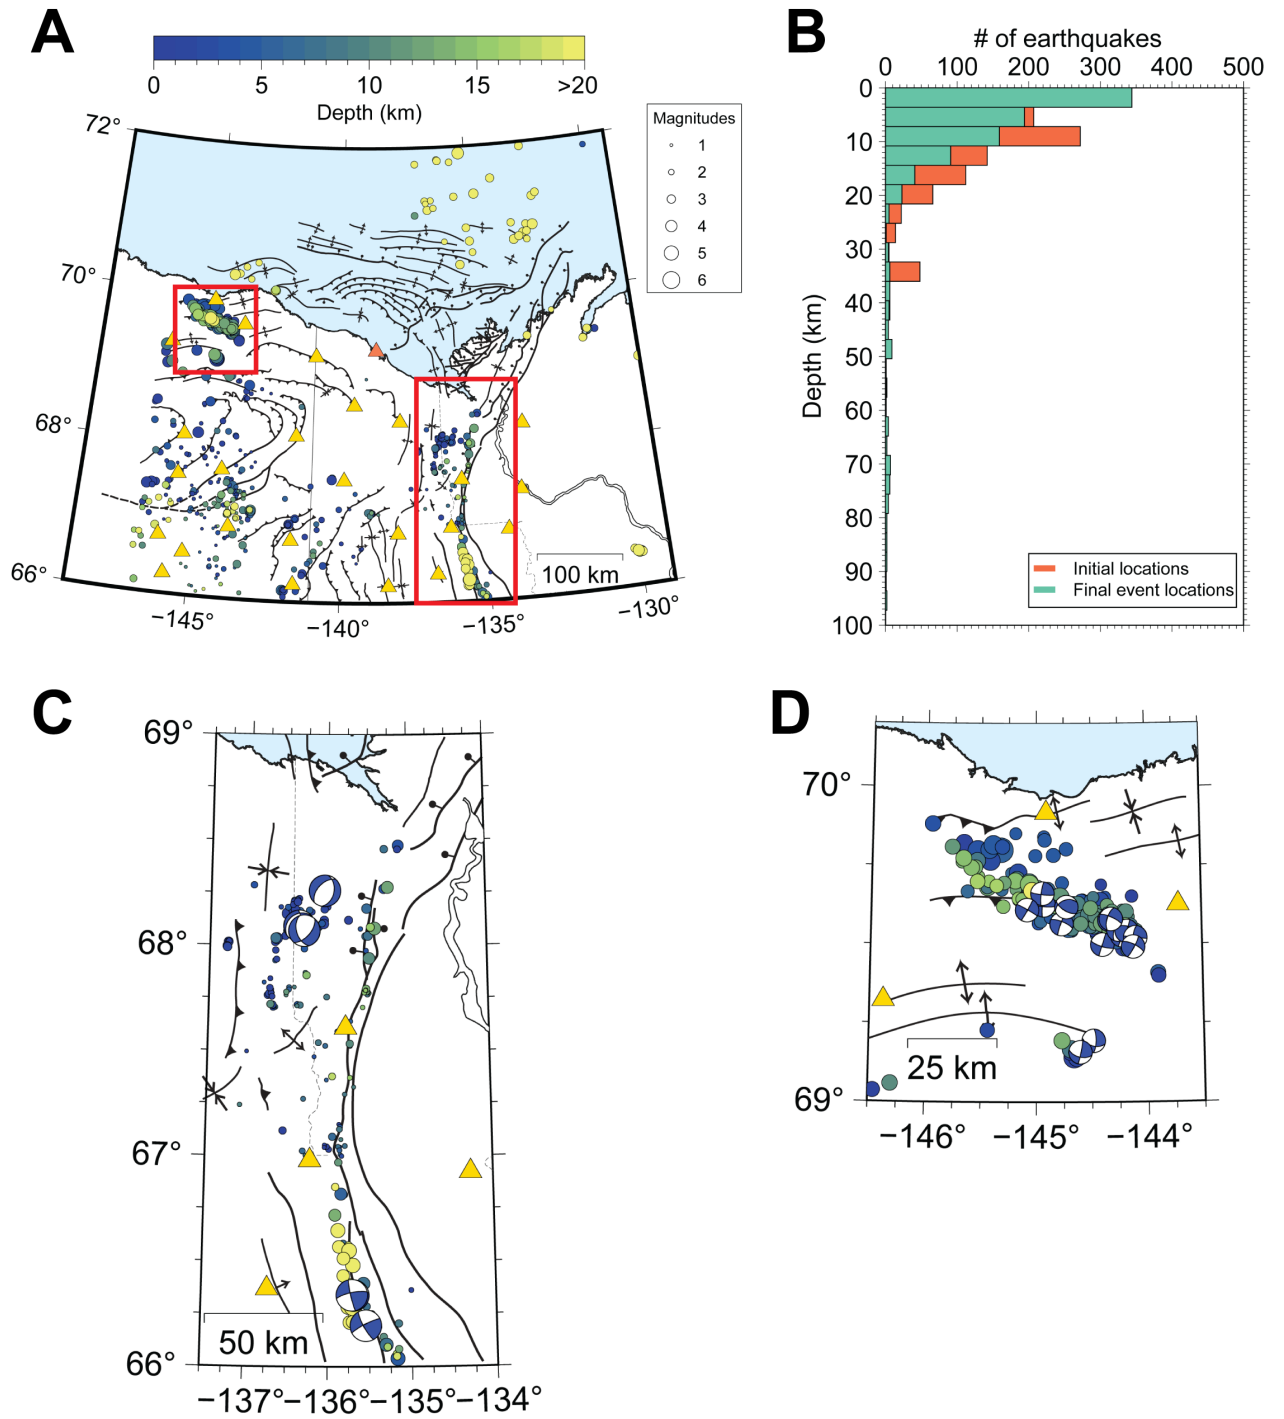 A
0 5 10 15 >20
Depth (km)
72°
70°
68°
66°
−145° −140° −135° −130°
100 km
Magnitudes
1
2
3
4
5
6
B
# of earthquakes
0 100 200 300 400 500
0
10
20
30
40
50
60
70
80
90
100
Depth (km)
Initial locations
Final event locations
C
69°
68°
67°
66°
50 km
−137° −136° −135° −134°
D
70°
69°
25 km
−146° −145° −144°